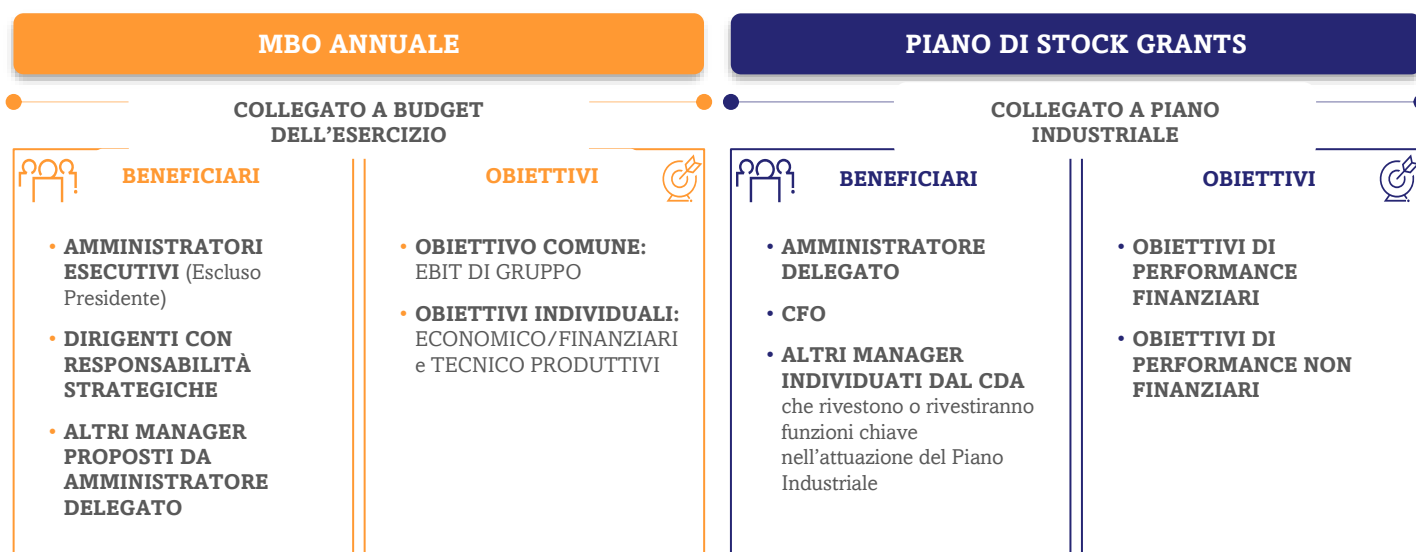 MBO ANNUALE
COLLEGATO A BUDGET
DELL’ESERCIZIO
BENEFICIARI
• AMMINISTRATORI
ESECUTIVI (Escluso
Presidente)
• DIRIGENTI CON
RESPONSABILITÀ
STRATEGICHE
• ALTRI MANAGER
PROPOSTI DA
AMMINISTRATORE
DELEGATO
OBIETTIVI
• OBIETTIVO COMUNE:
EBIT DI GRUPPO
• OBIETTIVI INDIVIDUALI:
ECONOMICO/FINANZIARI
e TECNICO PRODUTTIVI
PIANO DI STOCK GRANTS
COLLEGATO A PIANO
INDUSTRIALE
BENEFICIARI
• AMMINISTRATORE
DELEGATO
• CFO
• ALTRI MANAGER
INDIVIDUATI DAL CDA
che rivestono o rivestiranno
funzioni chiave
nell’attuazione del Piano
Industriale
OBIETTIVI
• OBIETTIVI DI
PERFORMANCE
FINANZIARI
• OBIETTIVI DI
PERFORMANCE NON
FINANZIARI